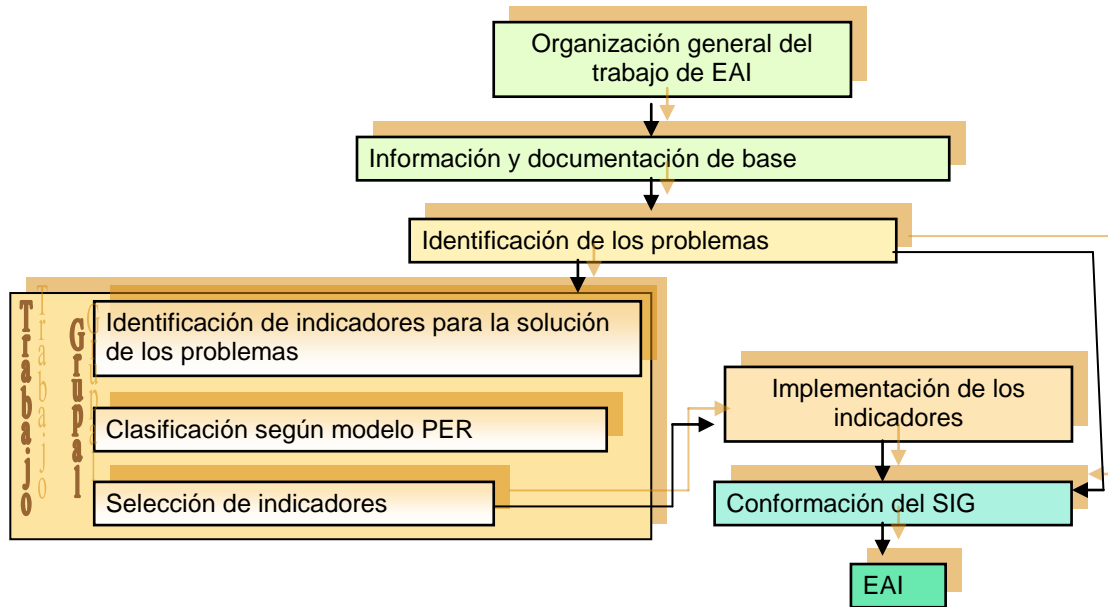 Organización general del
trabajo de EAI
Información y documentación de base
Identificación de los problemas
Trabajo
Grupal
Identificación de indicadores para la solución
de los problemas
Clasificación según modelo PER
Selección de indicadores
Implementación de los
indicadores
Conformación del SIG
EAI